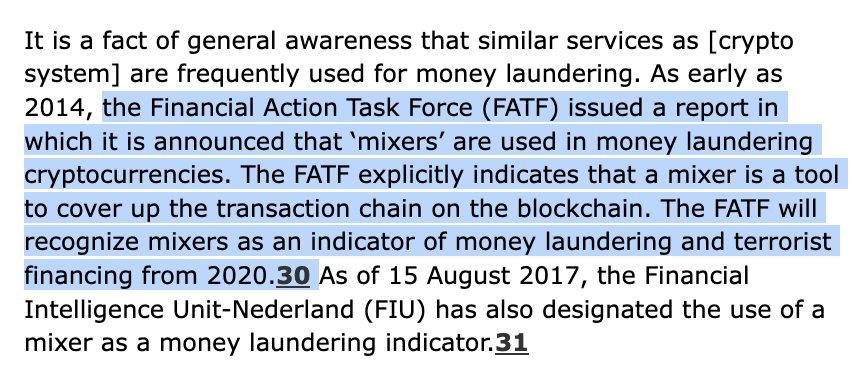 It is a fact of general awareness that similar services as [crypto
system] are frequently used for money laundering. As early as
2014, the Financial Action Task Force (FATF) issued a report in
which it is announced that ‘mixers’ are used in money laundering
cryptocurrencies. The FATF explicitly indicates that a mixer is a tool
to cover up the transaction chain on the blockchain. The FATF will
recognize mixers as an indicator of money laundering and terrorist
financing from 2020.30 As of 15 August 2017, the Financial
Intelligence Unit-Nederland (FIU) has also designated the use of a
mixer as a money laundering indicator.31